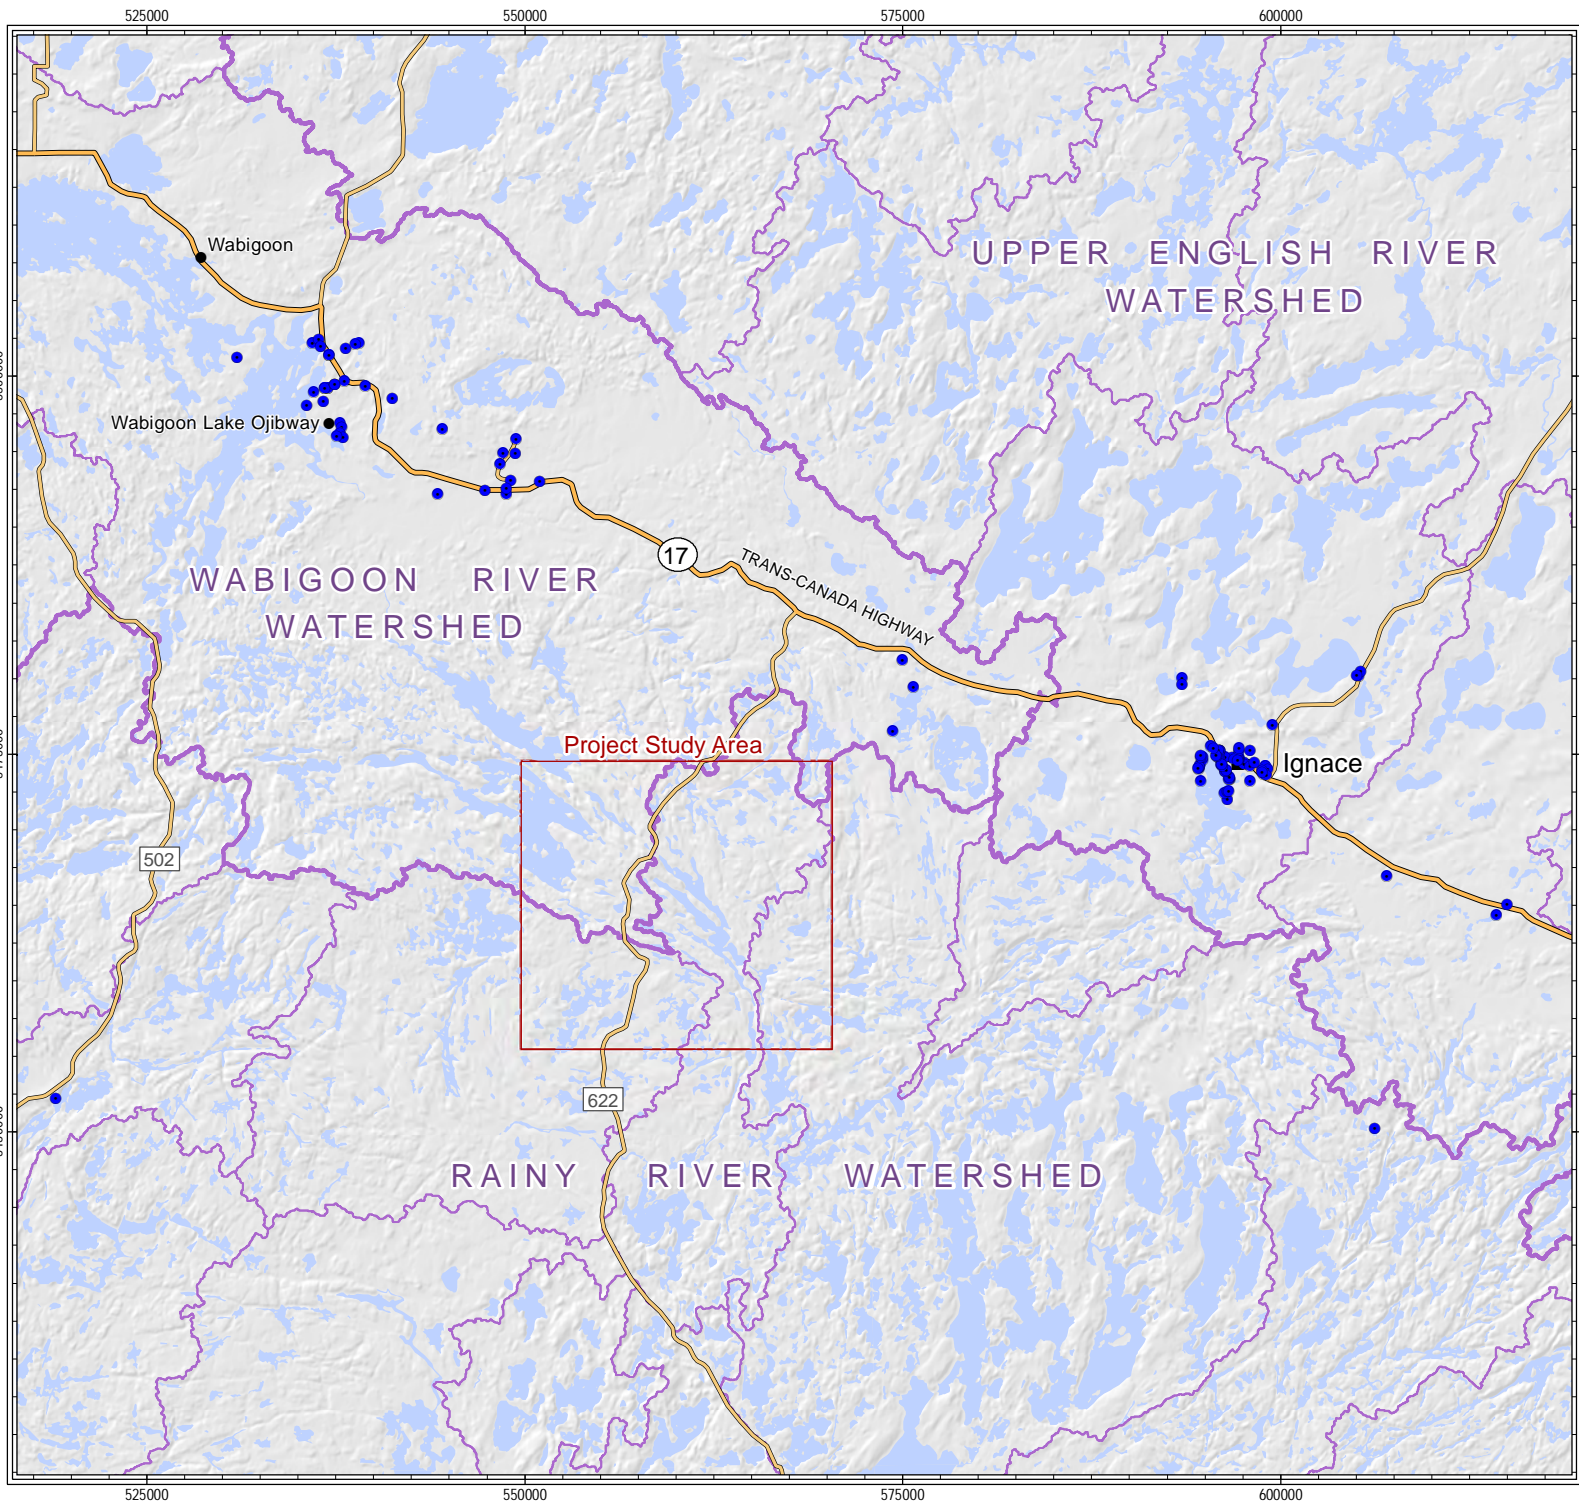 525000
550000
575000
600000
Wabigoon
UPPER ENGLISH RIVER
WATERSHED
Wabigoon Lake Ojibway
17
TRANS-CANADA HIGHWAY
WABIGOON RIVER
WATERSHED
Project Study Area
Ignace
502
622
RAINY RIVER WATERSHED
525000
550000
575000
600000